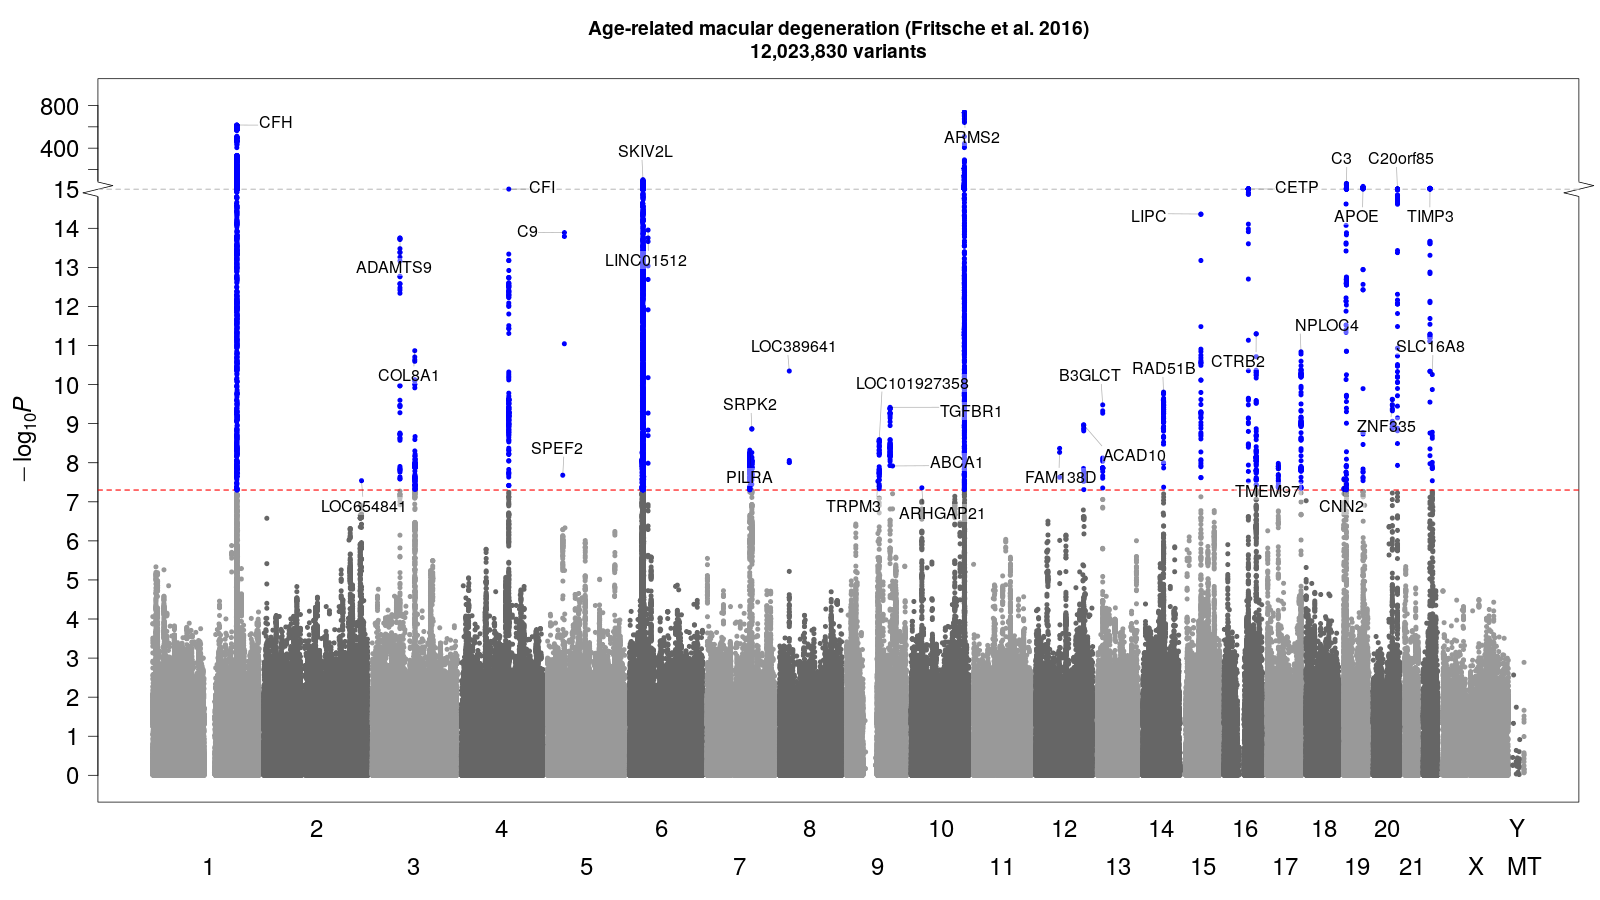 Age-related macular degeneration (Fritsche et al. 2016)
12,023,830 variants
800
400
15
14
13
12
11
10
9
8
7
6
5
4
3
2
1
0
− log10P
CFH
ARMS2
SKIV2L
C3
C20orf85
CFI
CETP
LIPC
APOE
TIMP3
C9
LINC01512
ADAMTS9
NPLOC4
LOC389641
SLC16A8
CTRB2
RAD51B
COL8A1
B3GLCT
LOC101927358
SRPK2
TGFBR1
ZNF335
SPEF2
ACAD10
ABCA1
PILRA
FAM138D
TMEM97
LOC654841
TRPM3
ARHGAP21
CNN2
2
4
6
8
10
12
14
16
18
20
Y
1
3
5
7
9
11
13
15
17
19
21
X
MT